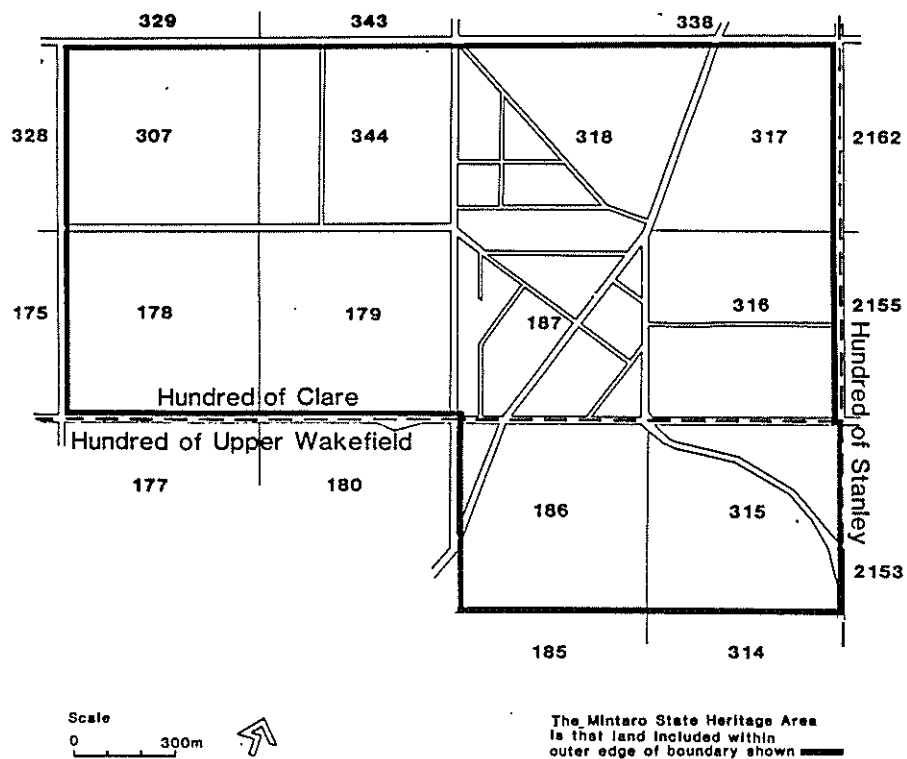 329 343 338
328 307 344 318 317 2162
175 178 179 187 316 2155
Hundred of Clare
Hundred of Upper Wakefield
Hundred of Stanley
177 180 186 315
2153
185 314
Scale
0 300m
The Mintaro State Heritage Area
is that land included within
outer edge of boundary shown